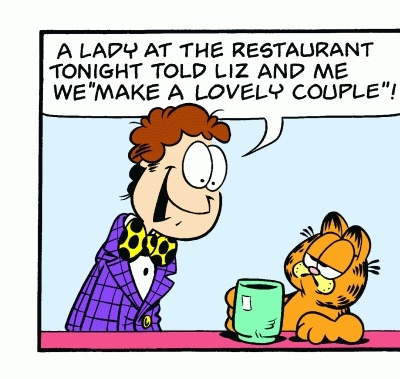 A LADY AT THE RESTAURANT
TONIGHT TOLD LIZ AND ME
WE "MAKE A LOVELY COUPLE"!